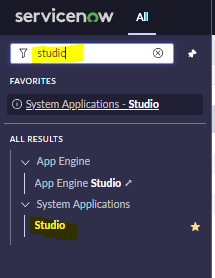 servicenow All
studio
FAVORITES
System Applications - Studio
ALL RESULTS
App Engine
App Engine Studio
System Applications
Studio